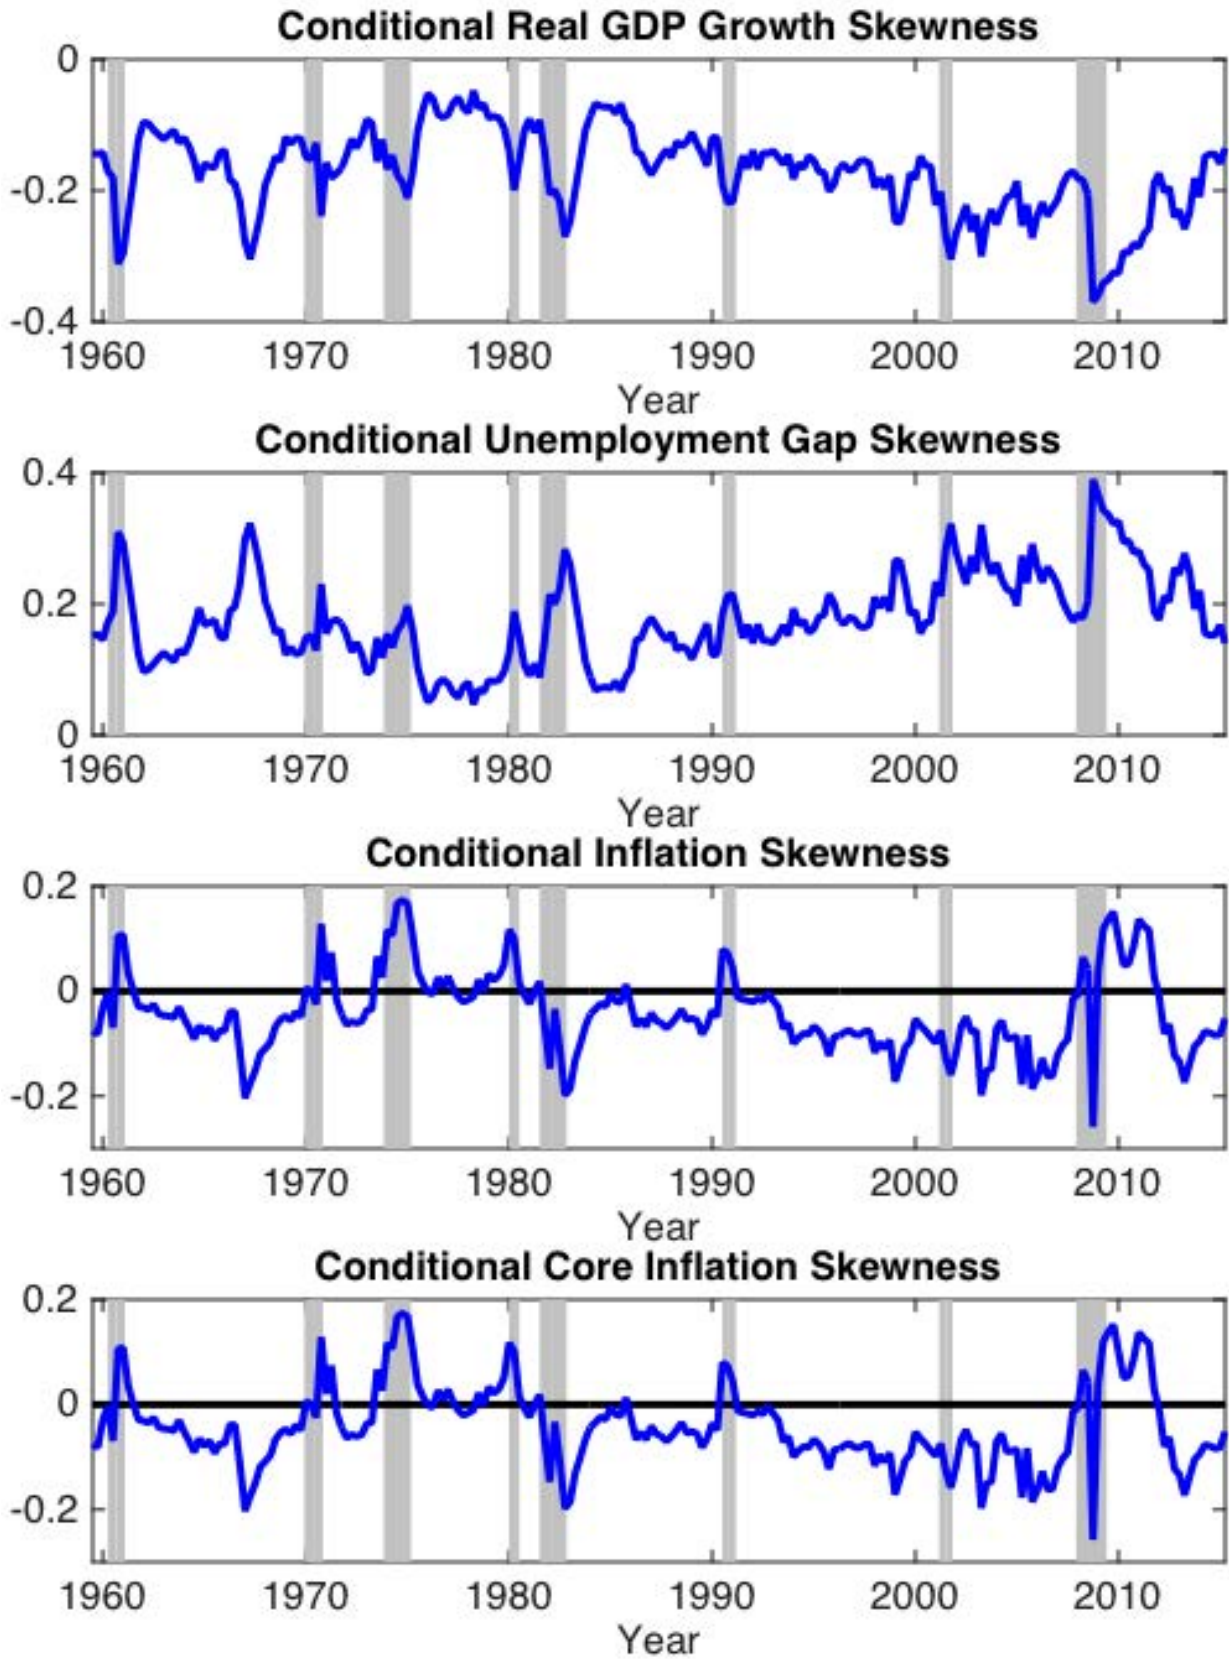 Conditional Real GDP Growth Skewness
0
-0.2
-0.4
1960 1970 1980 1990 2000 2010
Year
Conditional Unemployment Gap Skewness
0.4
0.2
0
1960 1970 1980 1990 2000 2010
Year
Conditional Inflation Skewness
0.2
0
-0.2
1960 1970 1980 1990 2000 2010
Year
Conditional Core Inflation Skewness
0.2
0
-0.2
1960 1970 1980 1990 2000 2010
Year